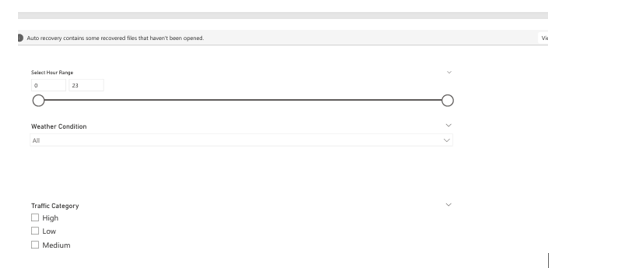 Auto recovery contains some recovered files that haven't been opened.
Select Hour Range
0 23
Weather Condition
All
Traffic Category
High
Low
Medium